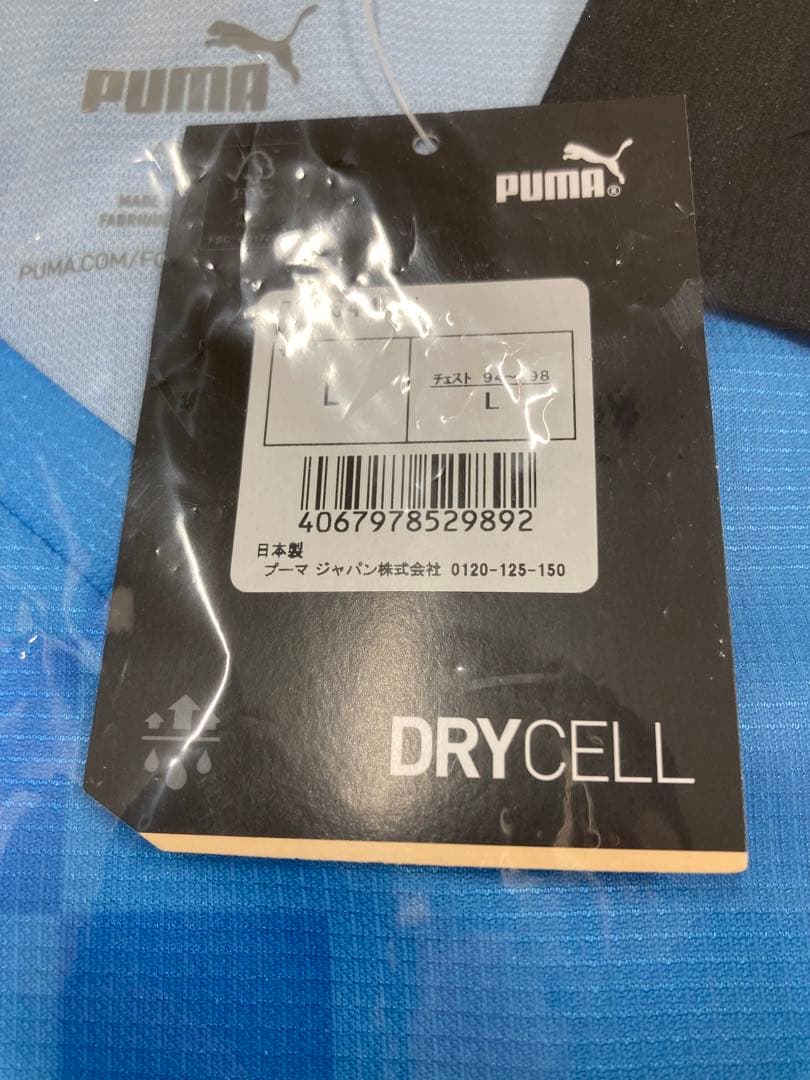 PUMA
PUMA®
PUMA.COM/FO
L
チェスト 94～98
L
4067978529892
日本製
プーマ ジャパン株式会社 0120-125-150
DRYCELL